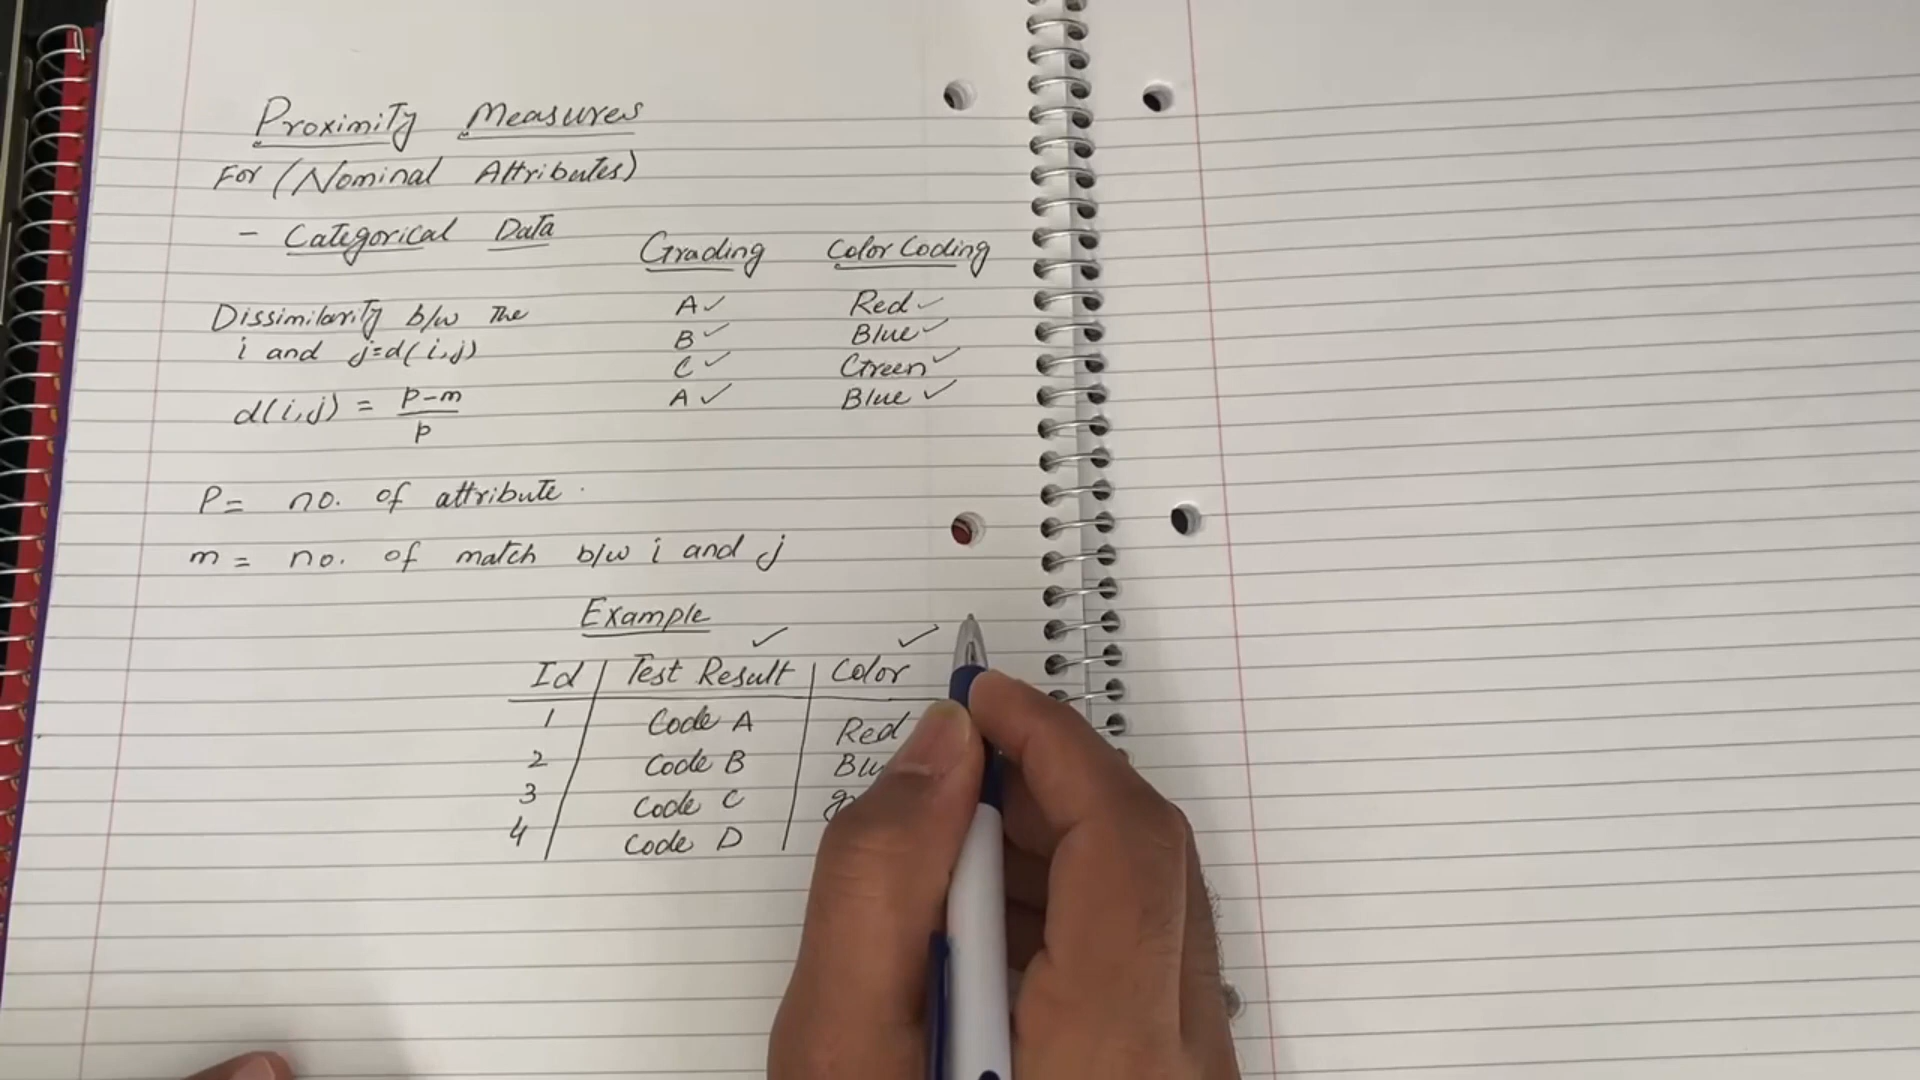 Proximity Measures
For (Nominal Attributes)
- Categorical Data
Grading Color Coding
Dissimilarity b/w the
i and j=d(i,j)
A✓ Red✓
B✓ Blue✓
C✓ Green✓
A✓ Blue✓
d(i,j) = p-m
p
P= no. of attribute.
m= no. of match b/w i and j
Example
Id Test Result Color
1 Code A Red
2 Code B
3 Code C
4 Code D